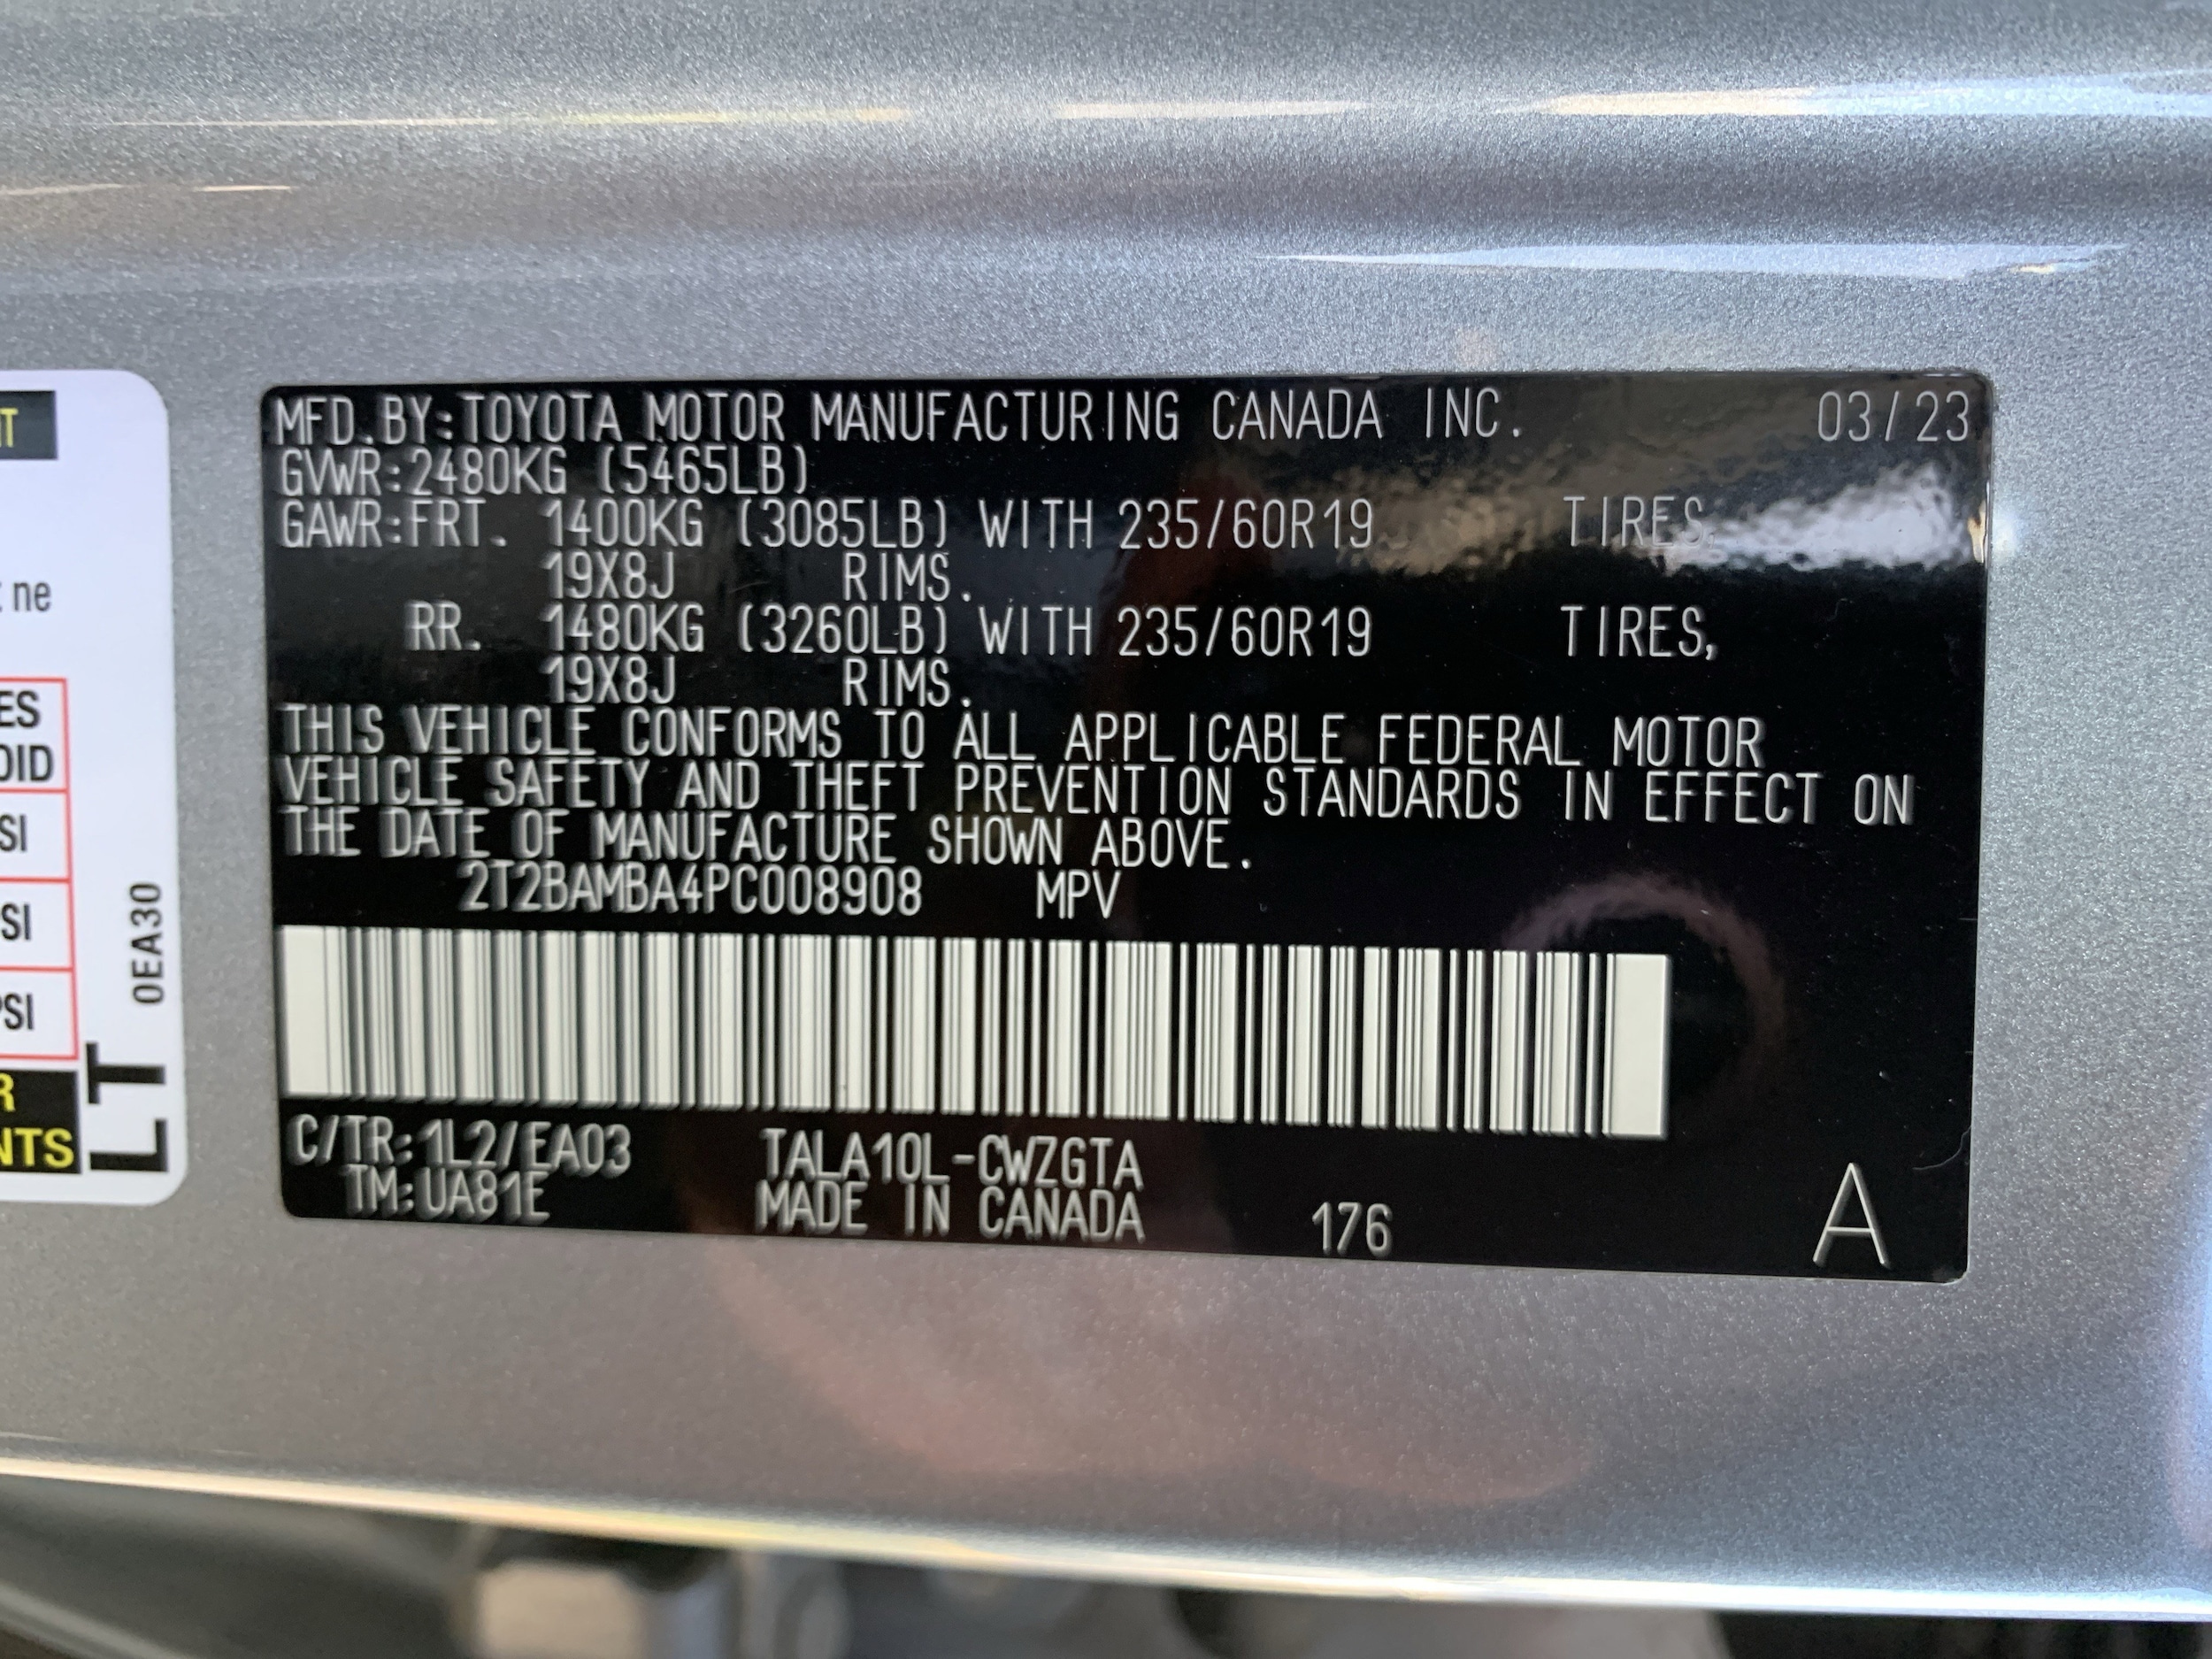 MFD.BY:TOYOTA MOTOR MANUFACTURING CANADA INC. 03/23
GVWR:2480KG (5465LB)
GAWR:FRT. 1400KG (3085LB) WITH 235/60R19 TIRES,
19X8J RIMS.
RR. 1480KG (3260LB) WITH 235/60R19 TIRES,
19X8J RIMS.
THIS VEHICLE CONFORMS TO ALL APPLICABLE FEDERAL MOTOR
VEHICLE SAFETY AND THEFT PREVENTION STANDARDS IN EFFECT ON
THE DATE OF MANUFACTURE SHOWN ABOVE.
2T2BAMBA4PC008908 MPV
C/TR:1L2/EA03 TALA10L-CWZGTA
TM:UA81E MADE IN CANADA 176 A
ne
ES
OID
SI
SI
PSI
R
NTS
LT
0EA30